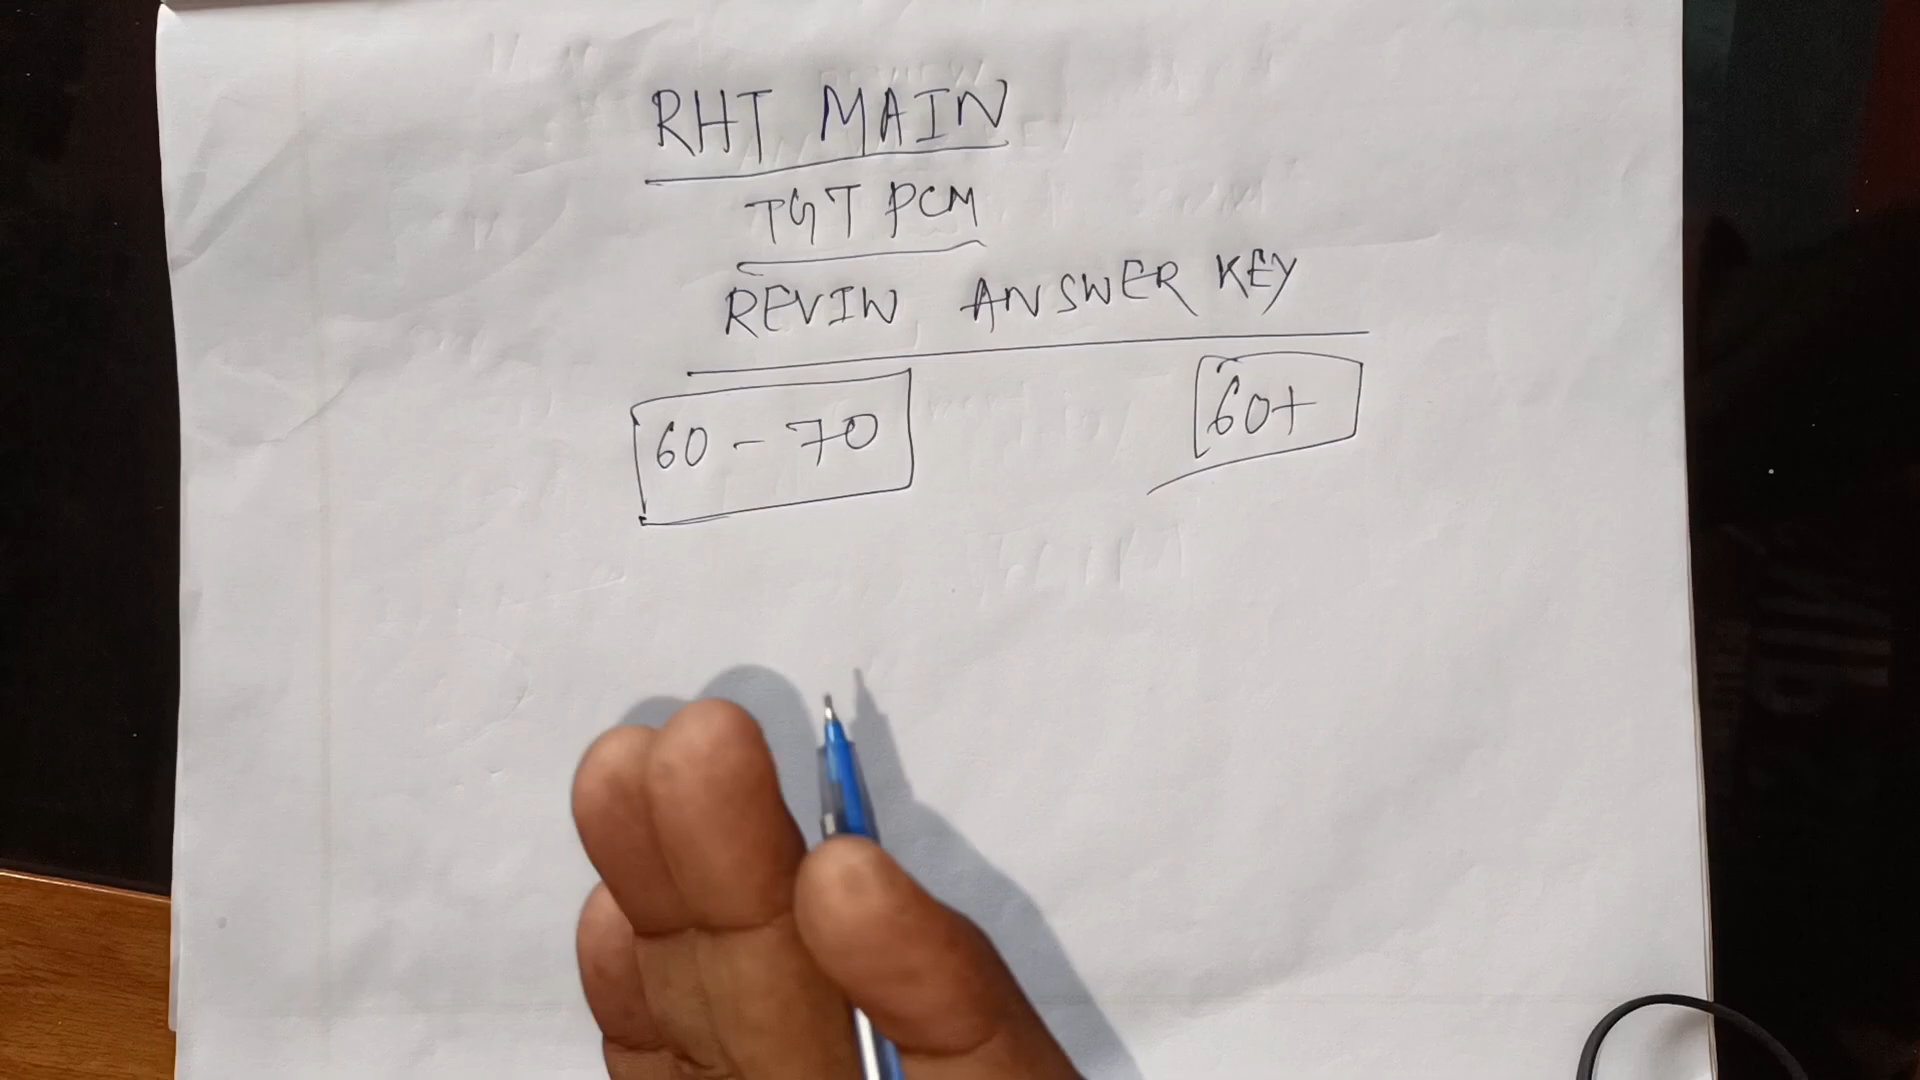 RHT MAIN
TGT PCM
REVIW ANSWER KEY
60 - 70
60+